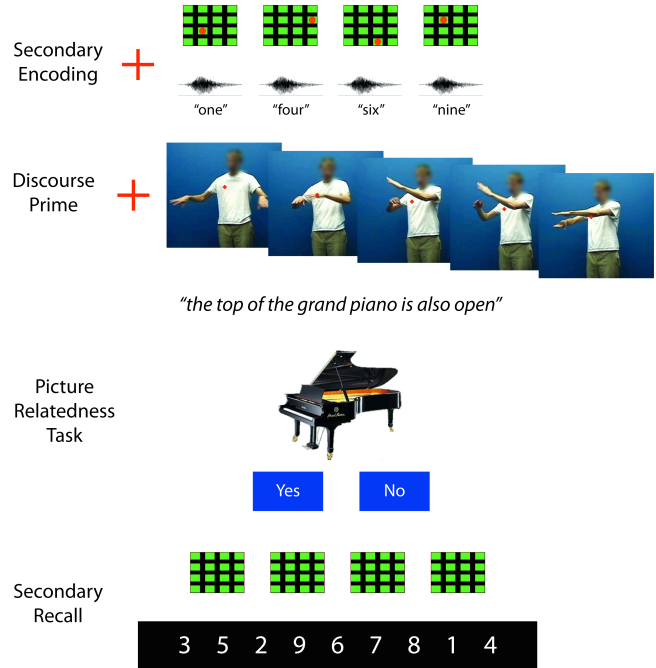 Secondary
Encoding
“one” “four” “six” “nine”
Discourse
Prime
“the top of the grand piano is also open”
Picture
Relatedness
Task
Yes No
Secondary
Recall
3 5 2 9 6 7 8 1 4